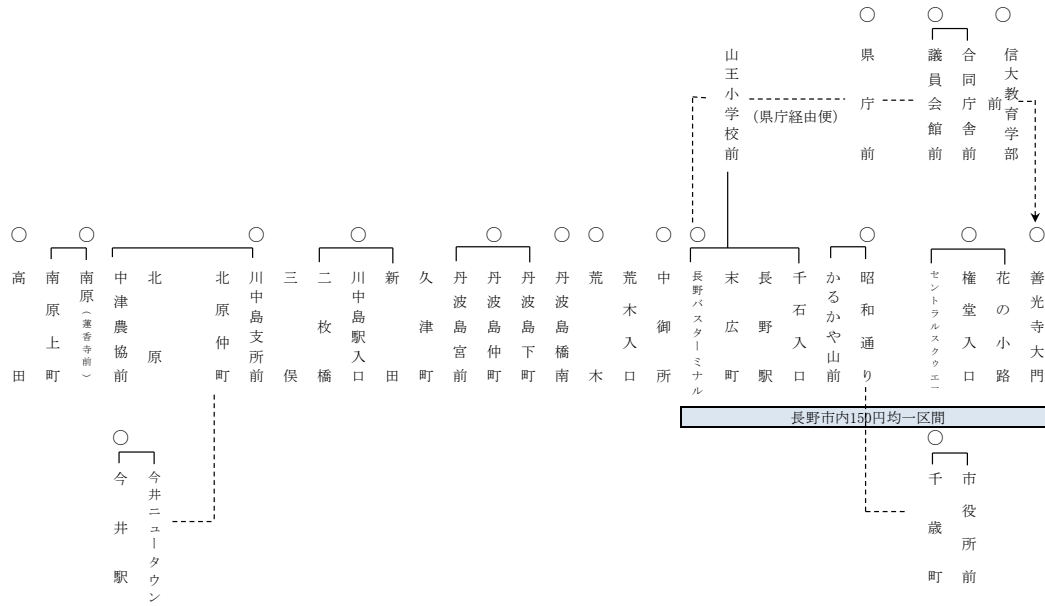 ○ ○ ○
山王小学校前
(県庁経由便)
県庁前
議員会館前
合同庁舎前
信大教育学部前
○ ○ ○ ○ ○ ○ ○ ○ ○ ○ ○ ○
高田
南原上町
南原(蓮香寺前)
中津農協前
北原
北原仲町
川中島支所前
三俣
二枚橋
川中島駅入口
新田
久津町
丹波島宮前
丹波島仲町
丹波島下町
丹波島橋南
荒木
荒木入口
中御所
長野バスターミナル
末広町
長野駅
千石入口
かるかや山前
昭和通り
セントラルスクゥエー
権堂入口
花の小路
善光寺大門
長野市内150円均一区間
○ ○
今井駅
今井ニュータウン
千歳町
市役所前